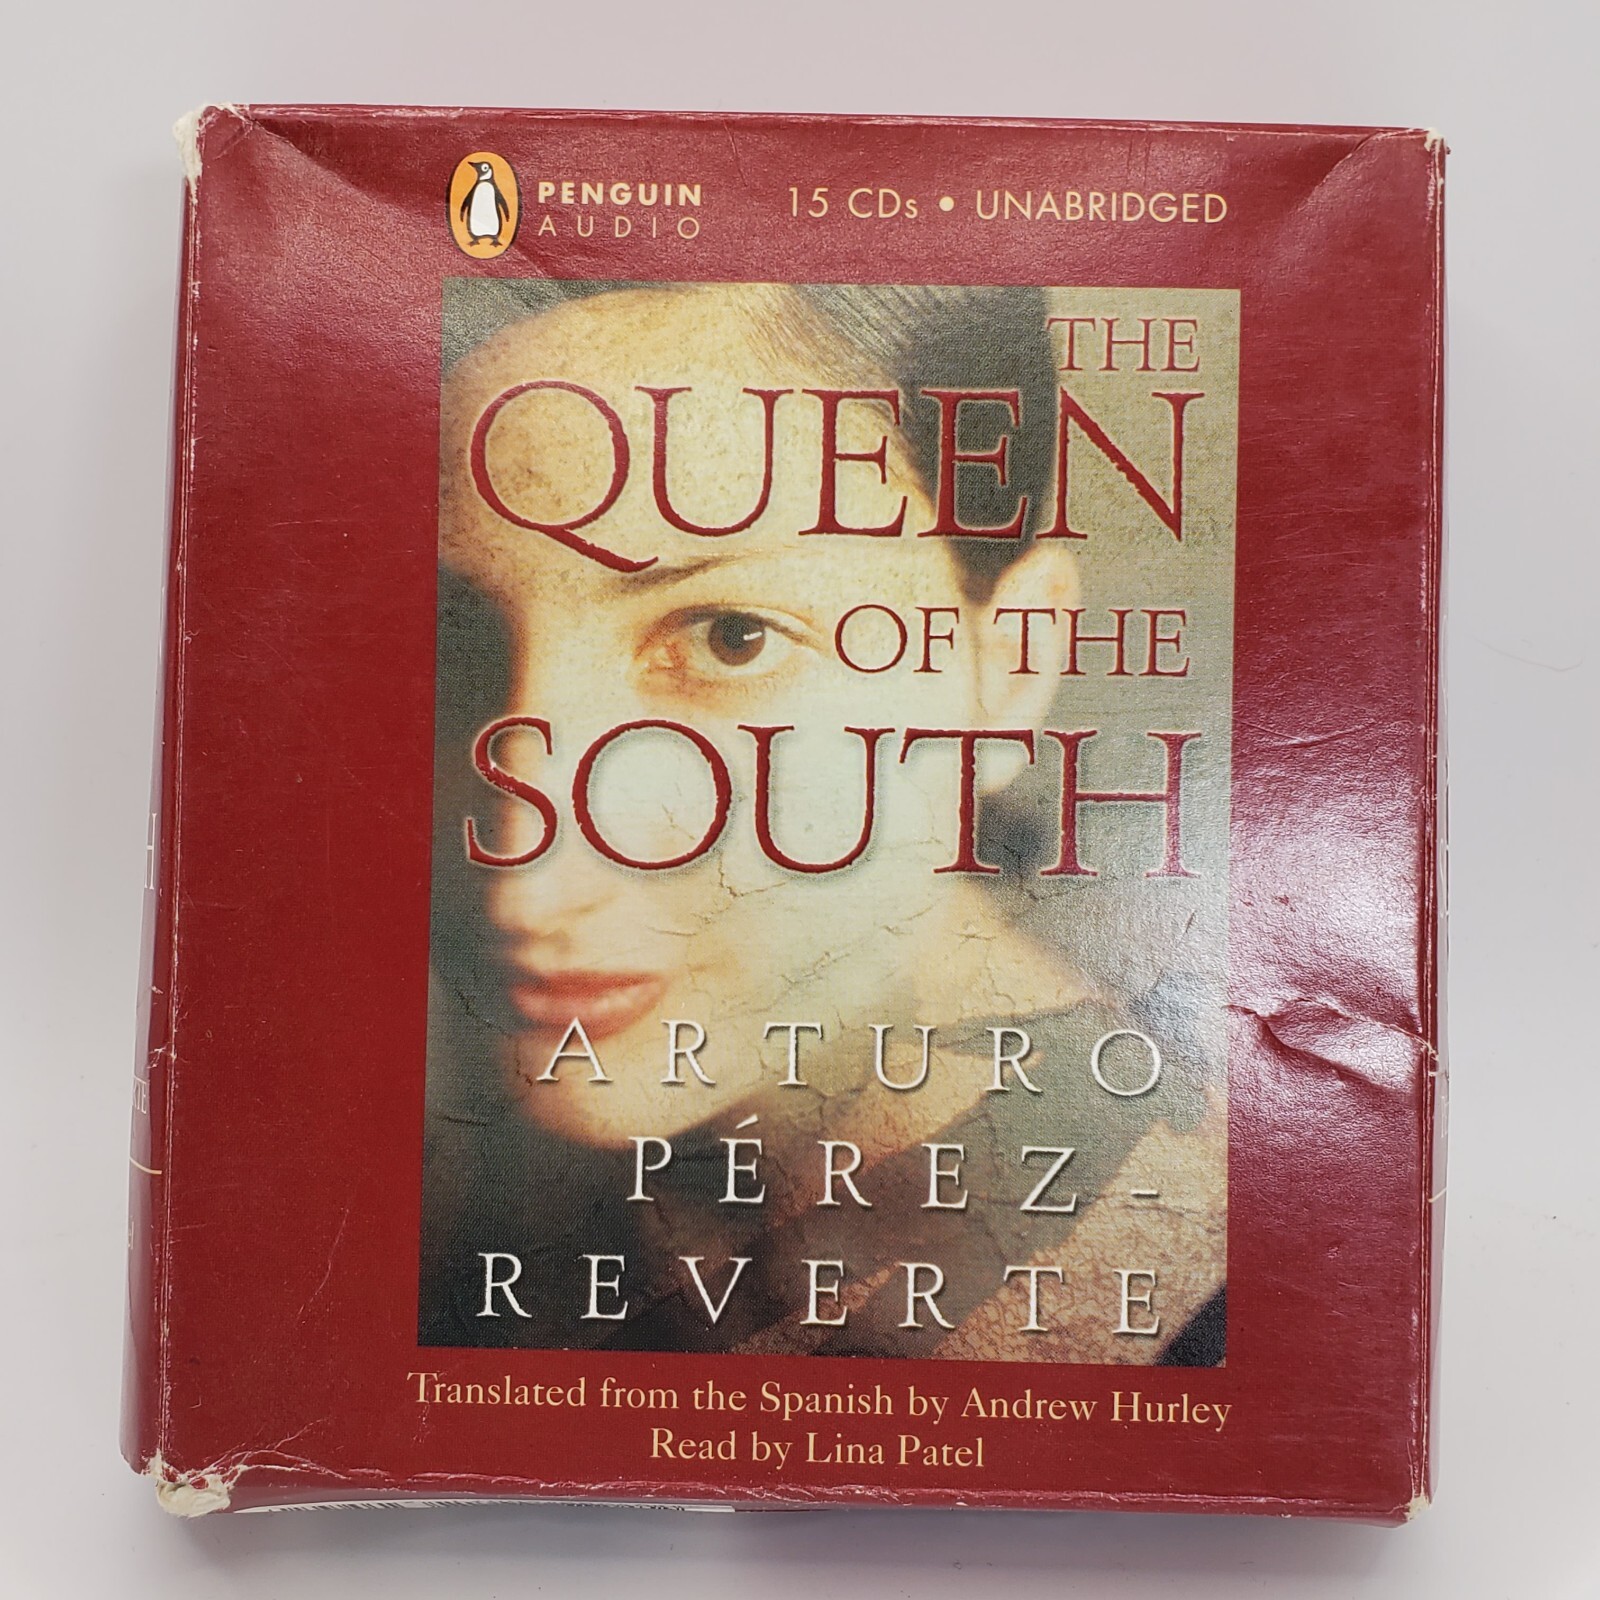 PENGUIN
AUDIO
15 CDs • UNABRIDGED
THE
QUEEN
OF THE
SOUTH
ARTURO
PÉREZ-
REVERTE
Translated from the Spanish by Andrew Hurley
Read by Lina Patel